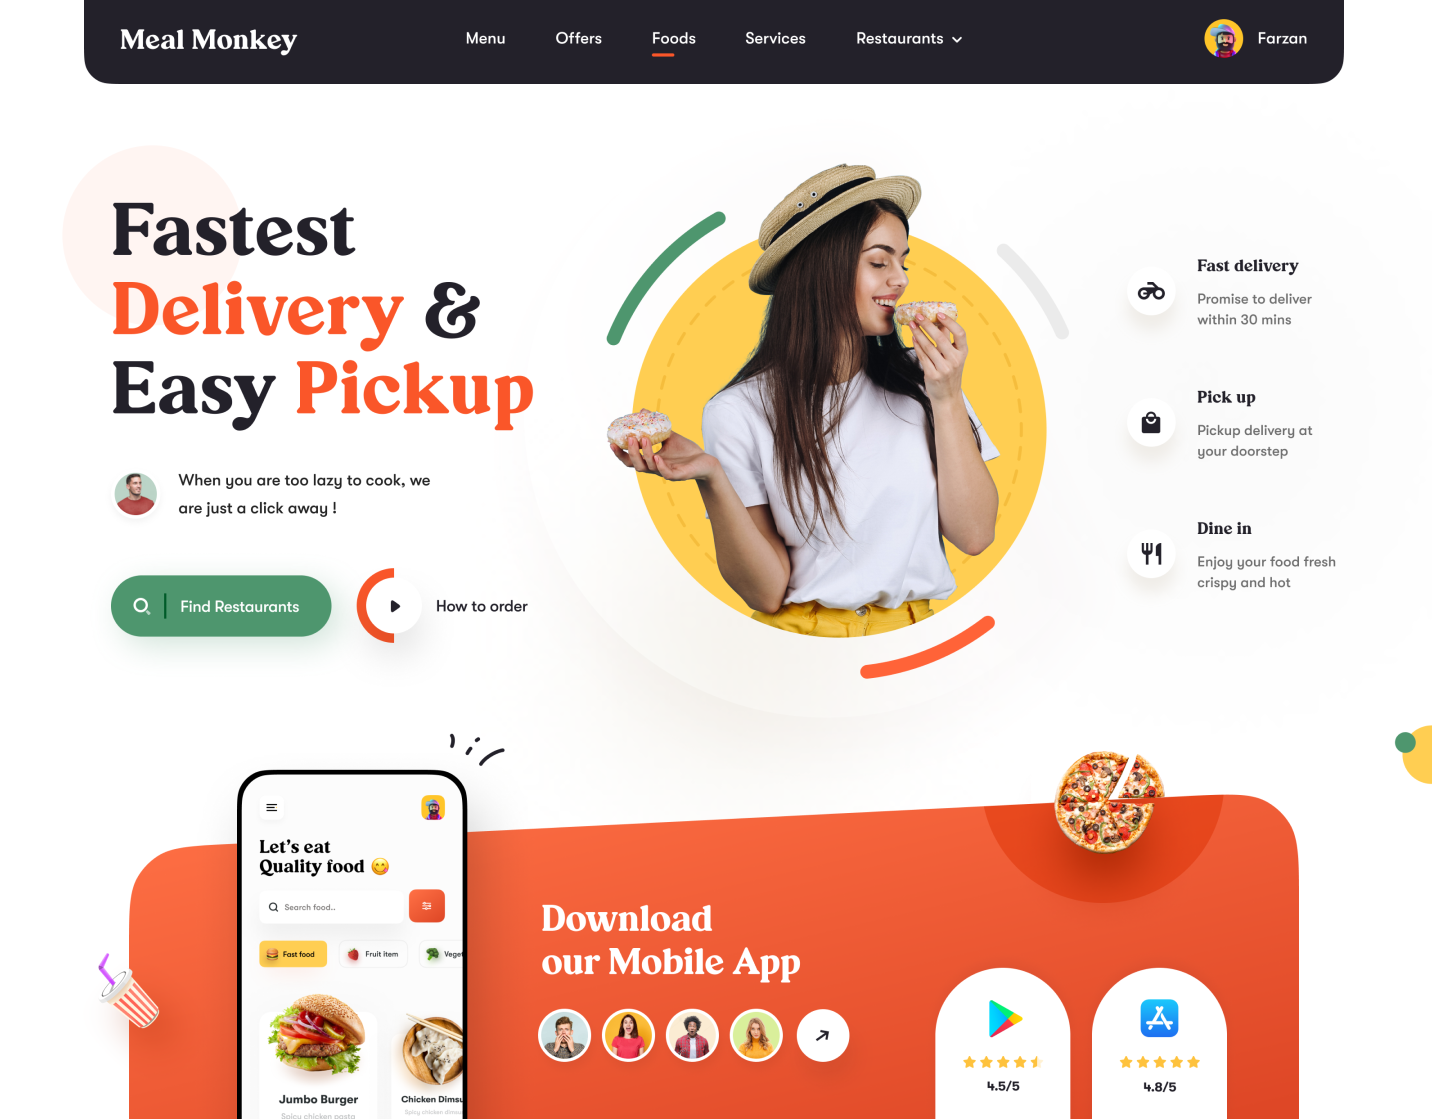 Meal Monkey
Menu
Offers
Foods
Services
Restaurants
Farzan
Fastest
Delivery &
Easy Pickup
When you are too lazy to cook, we
are just a click away !
Find Restaurants
How to order
Fast delivery
Promise to deliver
within 30 mins
Pick up
Pickup delivery at
your doorstep
Dine in
Enjoy your food fresh
crispy and hot
Let's eat
Quality food 😋
Search food..
Fast food
Fruit item
Veget
Jumbo Burger
Spicy chicken pasta
Chicken Dimsu
Spicy chicken dimsu
Download
our Mobile App
4.5/5
4.8/5